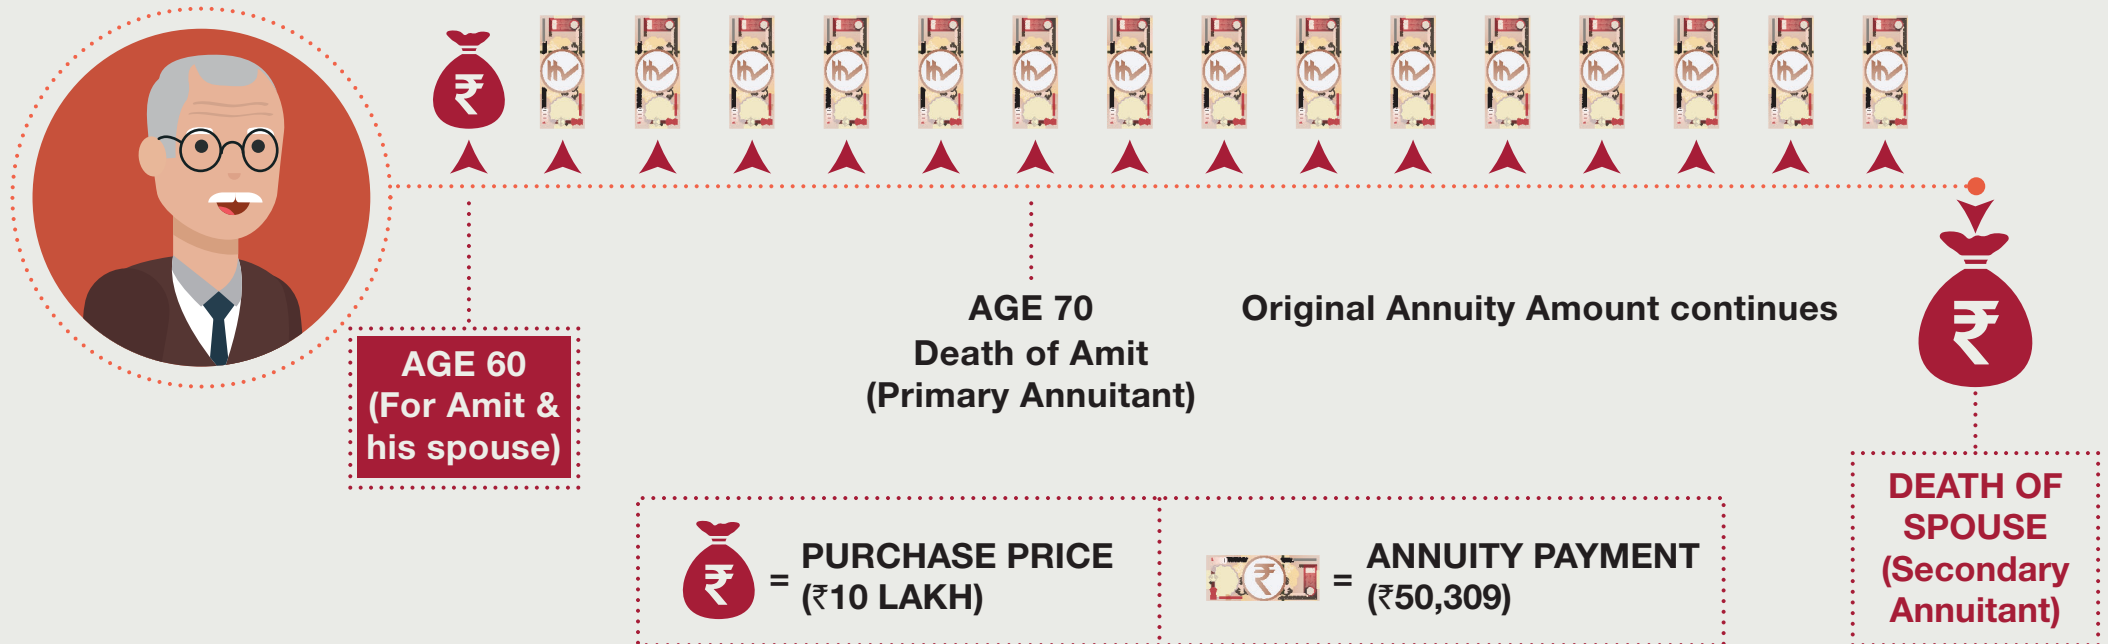 ₹
AGE 60
(For Amit &
his spouse)
AGE 70
Death of Amit
(Primary Annuitant)
Original Annuity Amount continues
₹
DEATH OF
SPOUSE
(Secondary
Annuitant)
₹ = PURCHASE PRICE
(₹10 LAKH)
₹ = ANNUITY PAYMENT
(₹50,309)